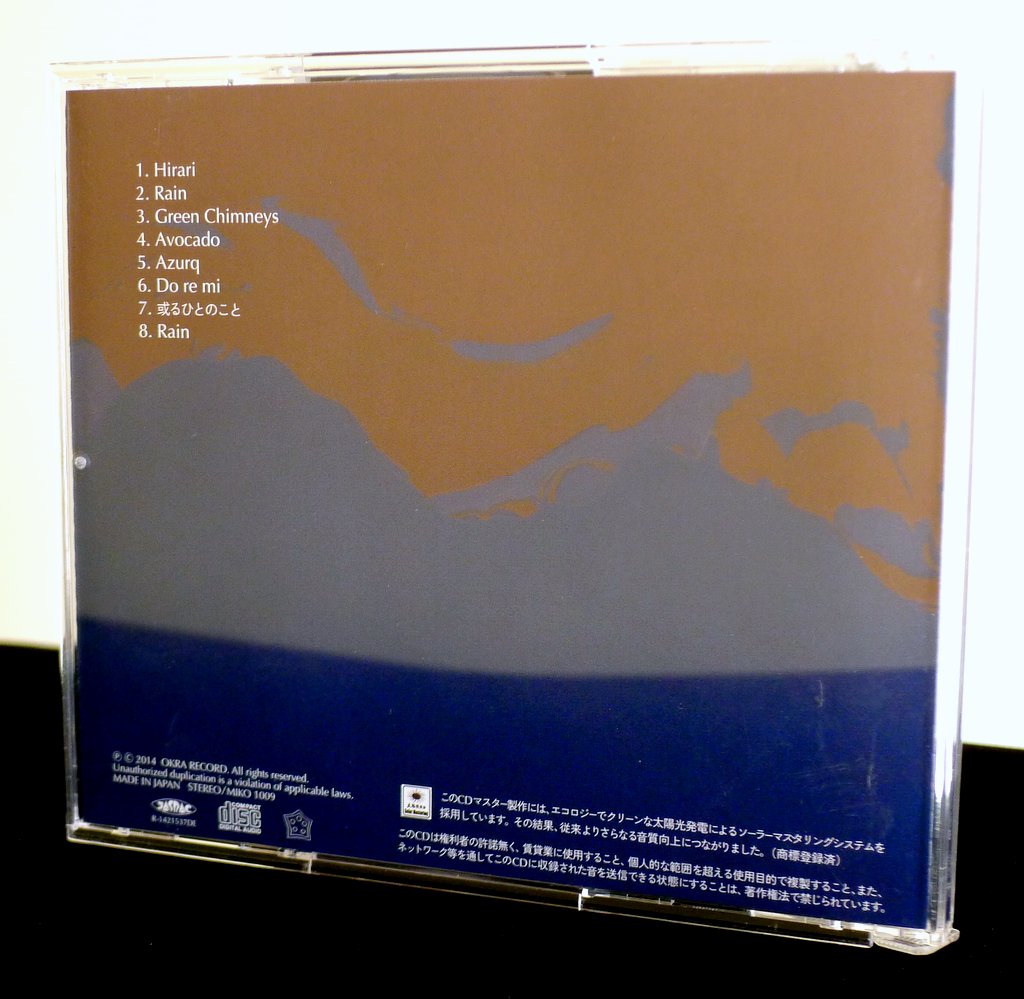 1. Hirari
2. Rain
3. Green Chimneys
4. Avocado
5. Azurq
6. Do re mi
7. 或るひとのこと
8. Rain
Ⓟ © 2014 OKRA RECORD. All rights reserved.
Unauthorized duplication is a violation of applicable laws.
MADE IN JAPAN STEREO/MIKO 1009
JASRAC
R-1421537DI
COMPACT
disc
DIGITAL AUDIO
このCDマスター製作には、エコロジーでクリーンな太陽光発電によるソーラーマスタリングシステムを
採用しています。その結果、従来よりさらなる音質向上につながりました。（商標登録済）
このCDは権利者の許諾無く、賃貸業に使用すること、個人的な範囲を超える使用目的で複製すること、また、
ネットワーク等を通してこのCDに収録された音を送信できる状態にすることは、著作権法で禁じられています。